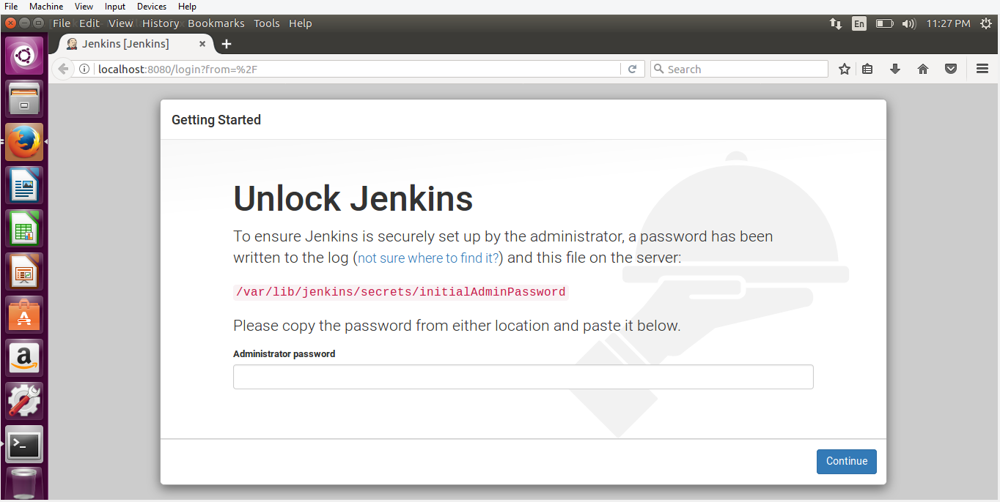 File Machine View Input Devices Help
File Edit View History Bookmarks Tools Help
En
11:27 PM
Jenkins [Jenkins]
localhost:8080/login?from=%2F
Search
Getting Started
Unlock Jenkins
To ensure Jenkins is securely set up by the administrator, a password has been
written to the log (not sure where to find it?) and this file on the server:
/var/lib/jenkins/secrets/initialAdminPassword
Please copy the password from either location and paste it below.
Administrator password
Continue